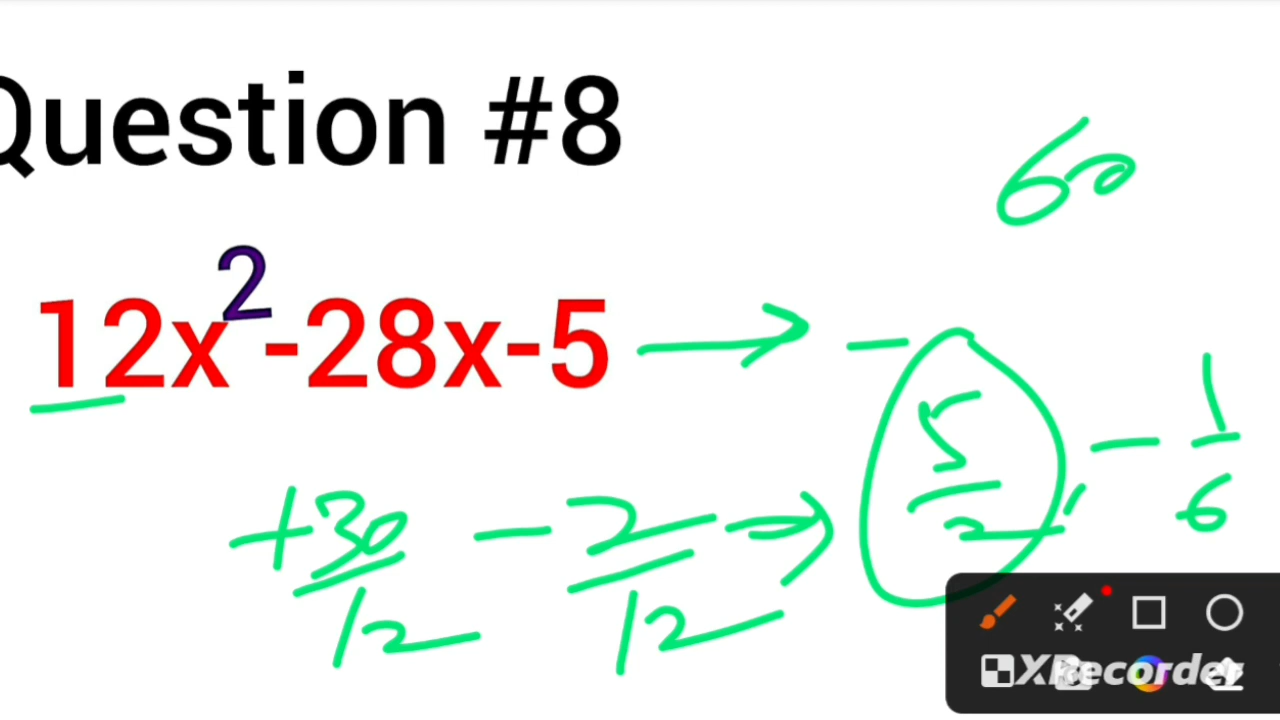 Question #8
60
12x²-28x-5 → -
5/2, - 1/6
+30/12 - 2/12 →
XRecorder